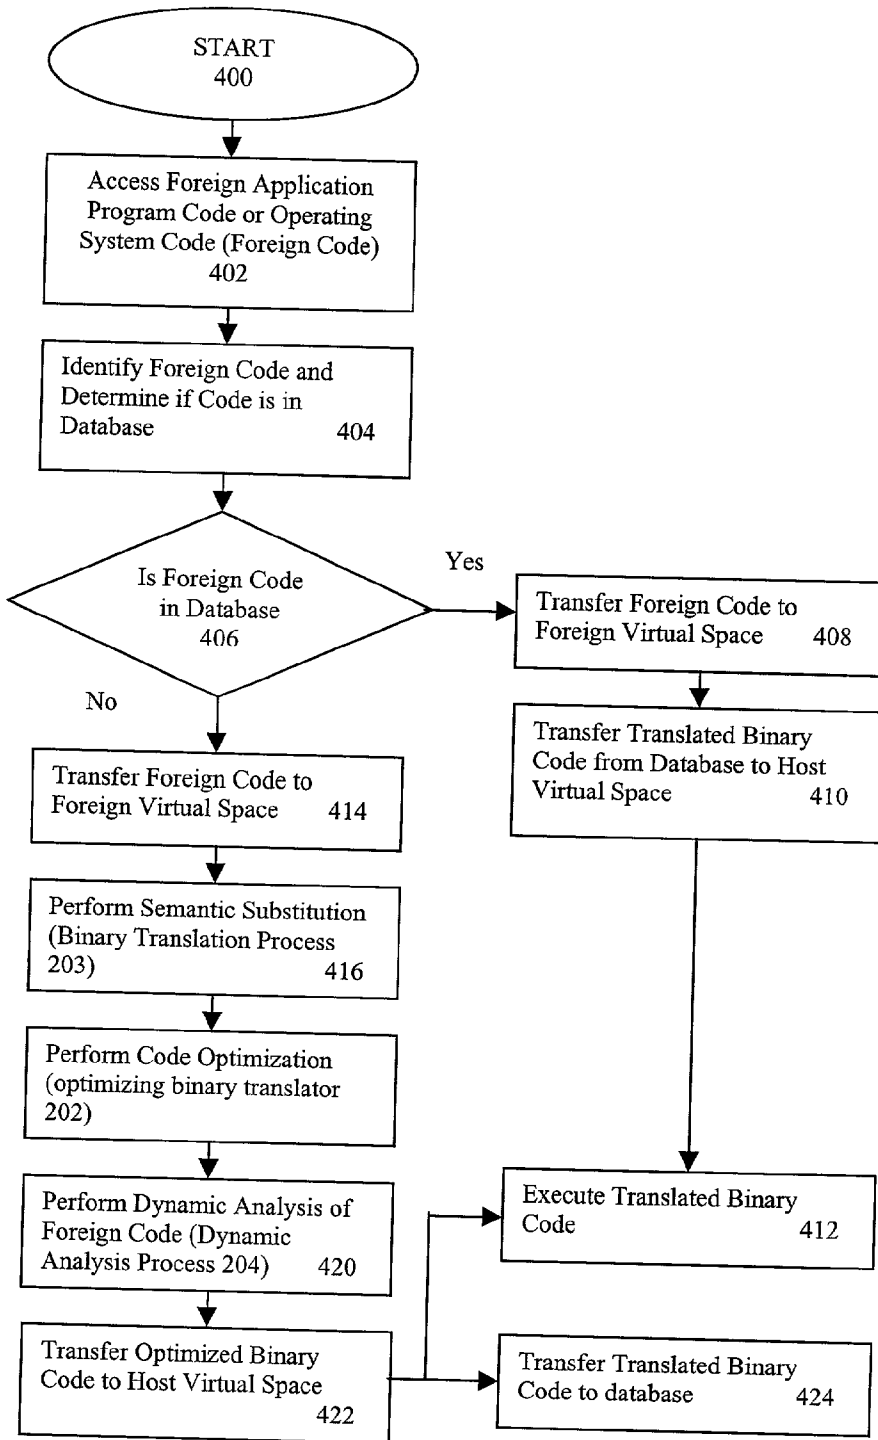 START
400
Access Foreign Application
Program Code or Operating
System Code (Foreign Code)
402
Identify Foreign Code and
Determine if Code is in
Database 404
Is Foreign Code
in Database
406
Yes
No
Transfer Foreign Code to
Foreign Virtual Space 408
Transfer Translated Binary
Code from Database to Host
Virtual Space 410
Transfer Foreign Code to
Foreign Virtual Space 414
Perform Semantic Substitution
(Binary Translation Process
203) 416
Perform Code Optimization
(optimizing binary translator
202)
Perform Dynamic Analysis of
Foreign Code (Dynamic
Analysis Process 204) 420
Transfer Optimized Binary
Code to Host Virtual Space
422
Execute Translated Binary
Code 412
Transfer Translated Binary
Code to database 424